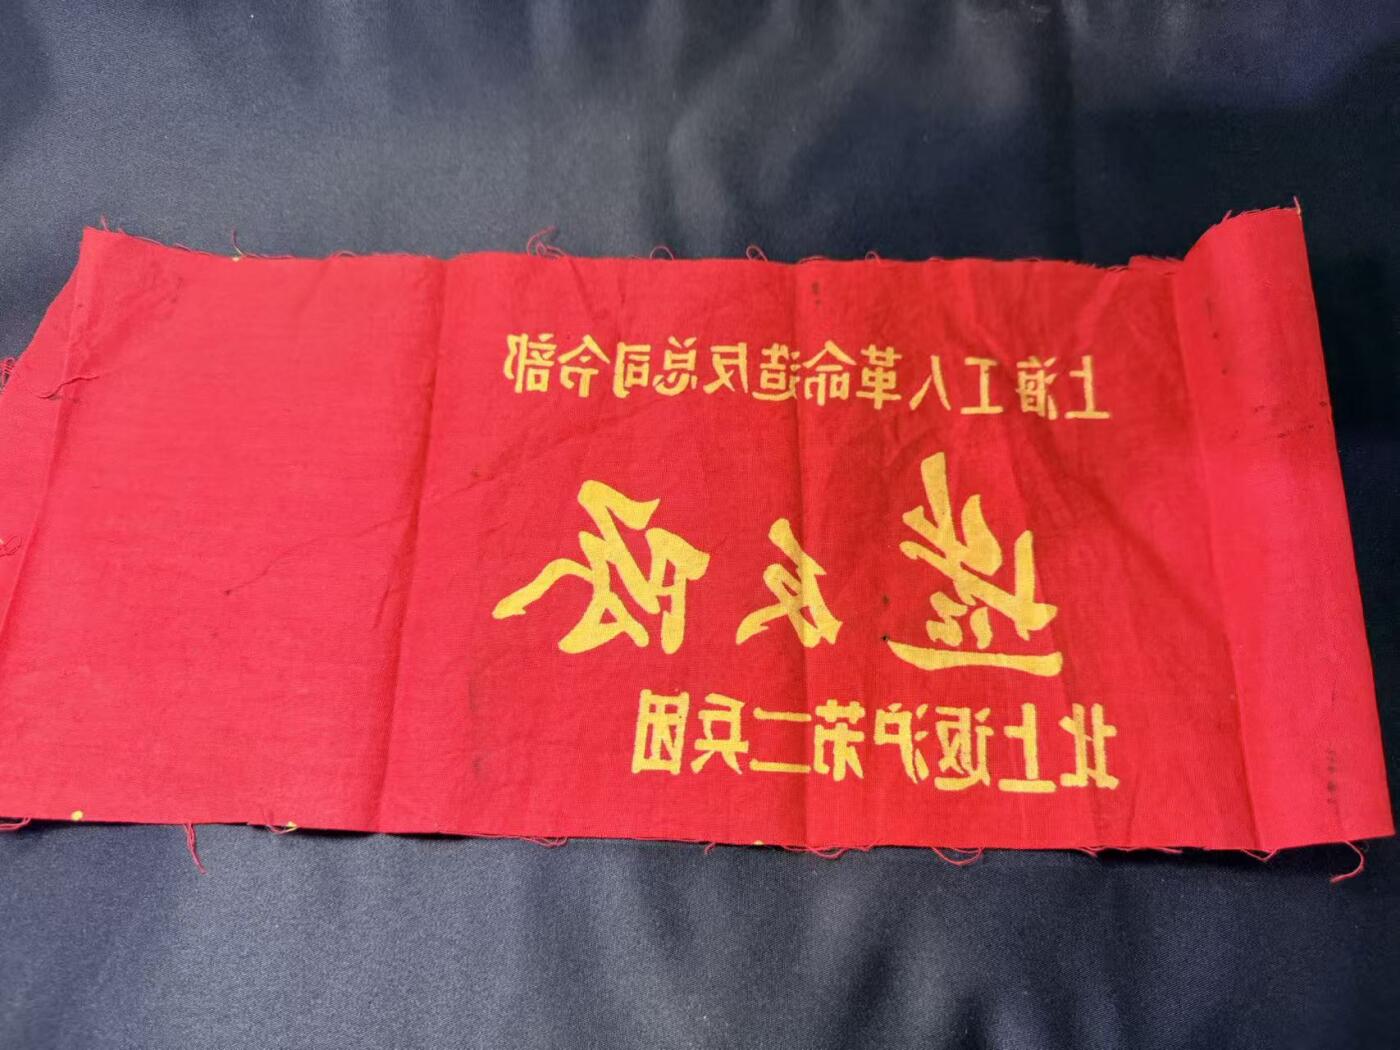 上海工人革命造反总司令部
造反队
北上返沪第二兵团